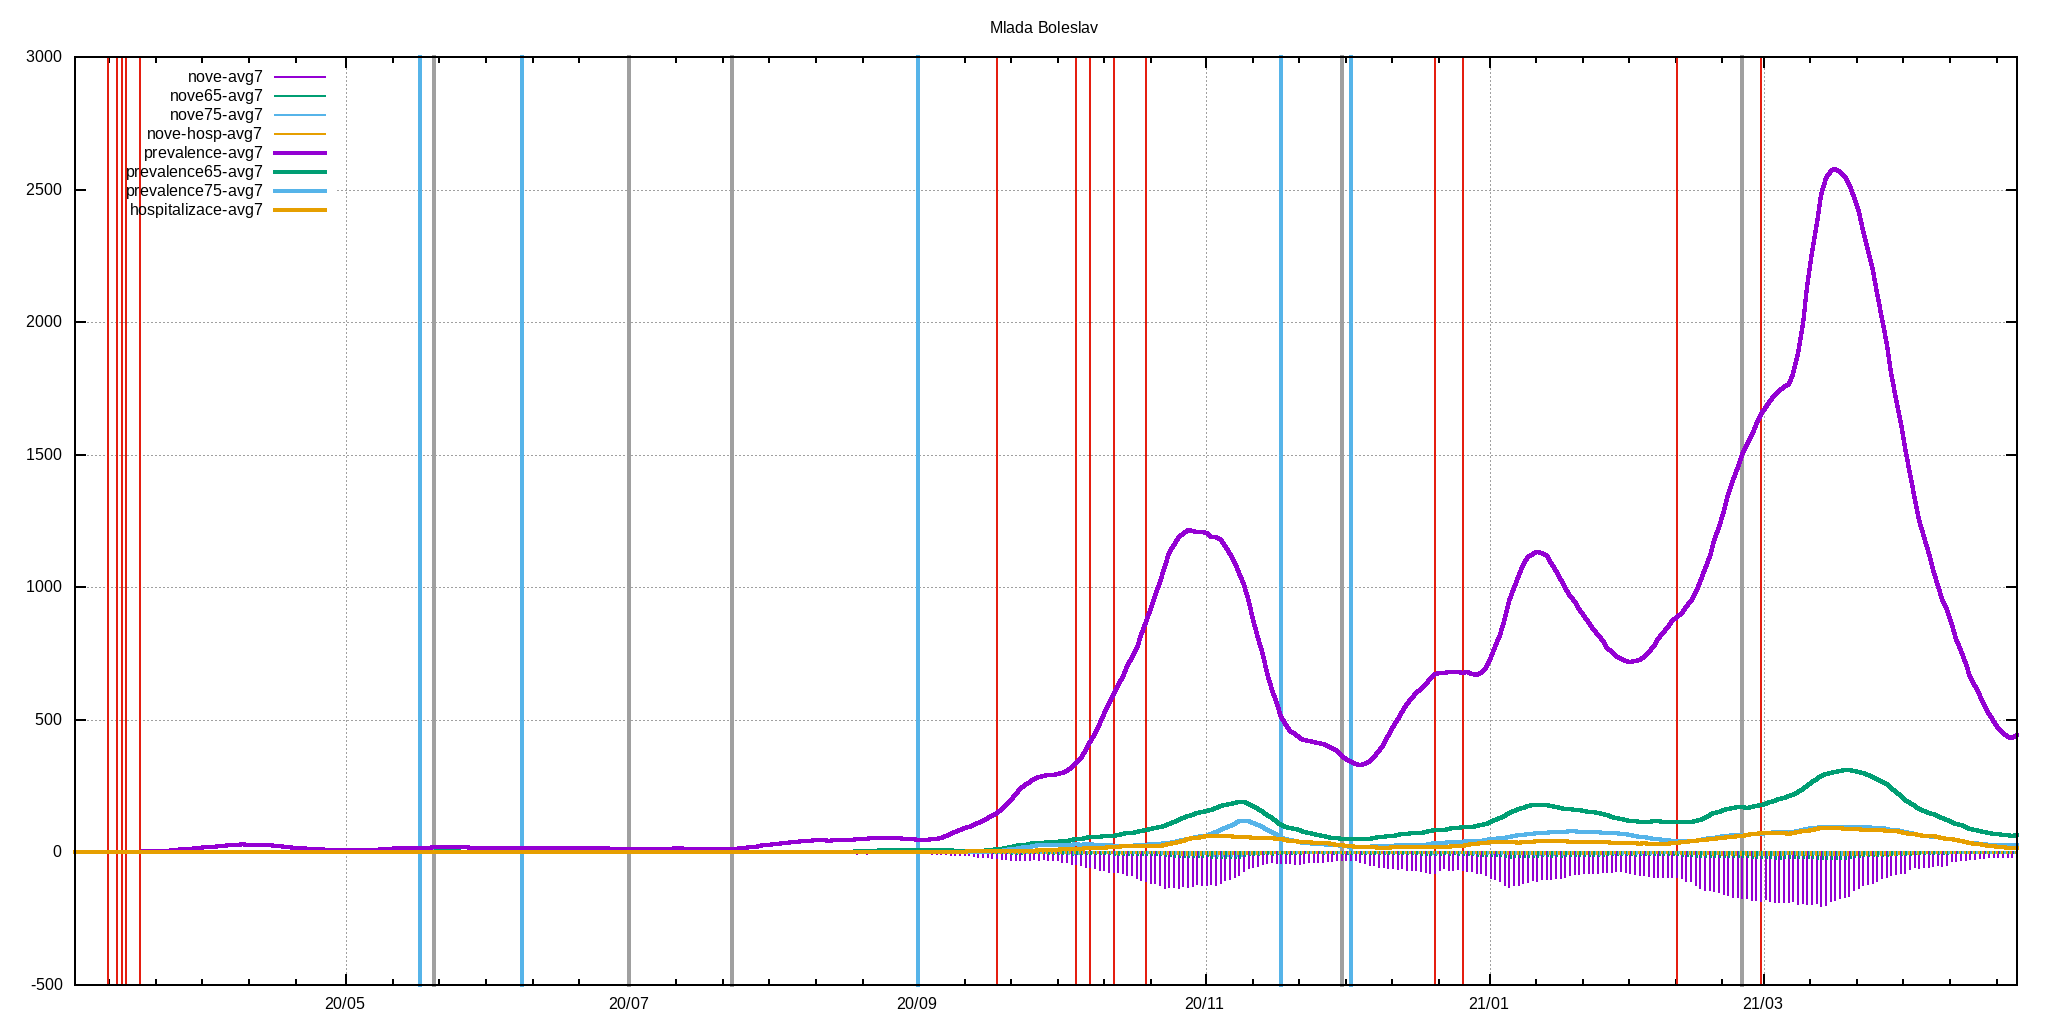 Mlada Boleslav
3000
2500
2000
1500
1000
500
0
-500
nove-avg7
nove65-avg7
nove75-avg7
nove-hosp-avg7
prevalence-avg7
prevalence65-avg7
prevalence75-avg7
hospitalizace-avg7
20/05 20/07 20/09 20/11 21/01 21/03